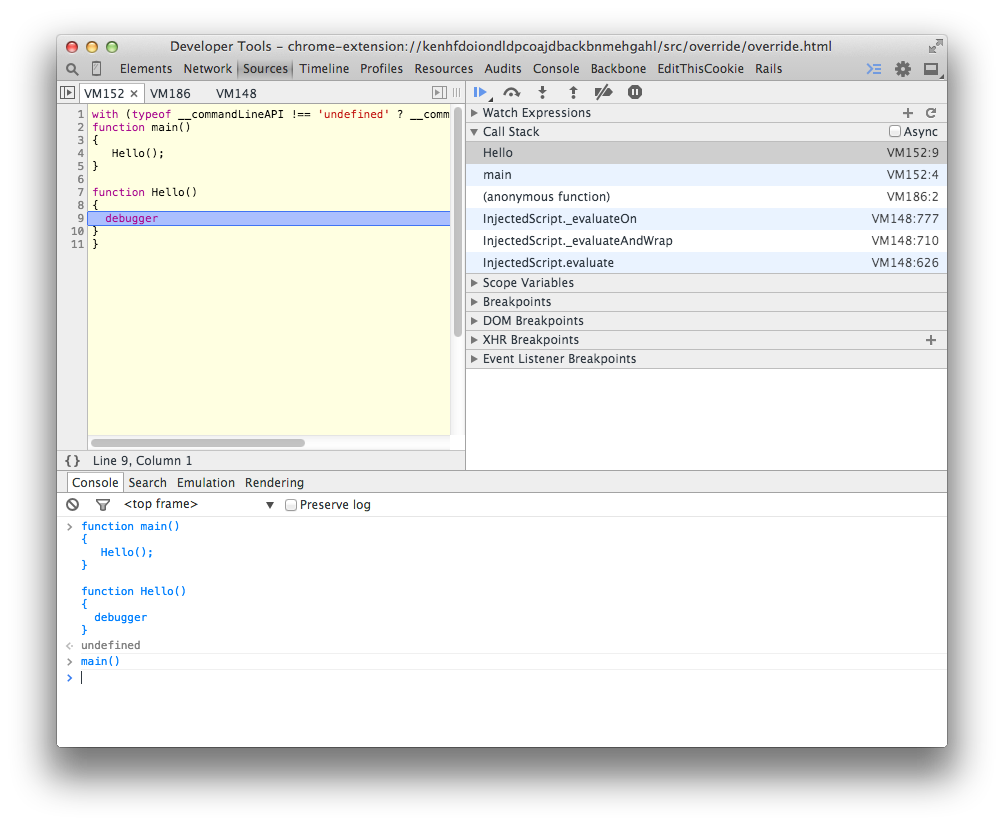 Developer Tools - chrome-extension://kenhfdoiondldpcoajdbackbnmehgahl/src/override/override.html
Elements Network Sources Timeline Profiles Resources Audits Console Backbone EditThisCookie Rails
VM152 × VM186 VM148
1 with (typeof __commandLineAPI !== 'undefined' ? __comm
2 function main()
3 {
4 Hello();
5 }
6
7 function Hello()
8 {
9 debugger
10 }
11 }
{} Line 9, Column 1
Watch Expressions
Call Stack Async
Hello VM152:9
main VM152:4
(anonymous function) VM186:2
InjectedScript._evaluateOn VM148:777
InjectedScript._evaluateAndWrap VM148:710
InjectedScript.evaluate VM148:626
Scope Variables
Breakpoints
DOM Breakpoints
XHR Breakpoints
Event Listener Breakpoints
Console Search Emulation Rendering
<top frame> Preserve log
> function main()
{
Hello();
}
function Hello()
{
debugger
}
undefined
> main()
>